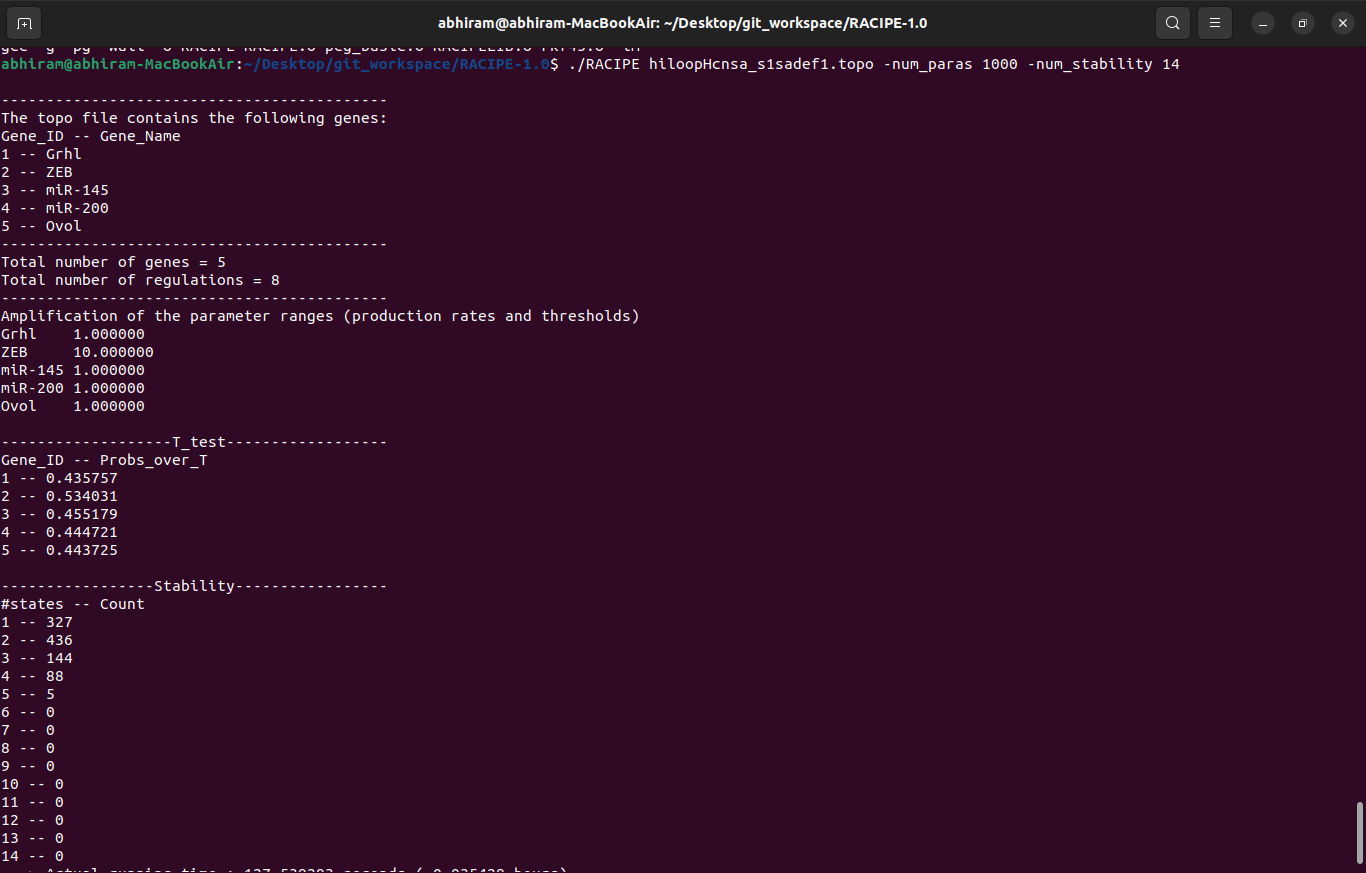 abhiram@abhiram-MacBookAir: ~/Desktop/git_workspace/RACIPE-1.0
abhiram@abhiram-MacBookAir:~/Desktop/git_workspace/RACIPE-1.0$ ./RACIPE hiloopHcnsa_s1sadef1.topo -num_paras 1000 -num_stability 14
-------------------------------------------
The topo file contains the following genes:
Gene_ID -- Gene_Name
1 -- Grhl
2 -- ZEB
3 -- miR-145
4 -- miR-200
5 -- Ovol
-------------------------------------------
Total number of genes = 5
Total number of regulations = 8
-------------------------------------------
Amplification of the parameter ranges (production rates and thresholds)
Grhl    1.000000
ZEB     10.000000
miR-145 1.000000
miR-200 1.000000
Ovol    1.000000
-------------------T_test------------------
Gene_ID -- Probs_over_T
1 -- 0.435757
2 -- 0.534031
3 -- 0.455179
4 -- 0.444721
5 -- 0.443725
-----------------Stability-----------------
#states -- Count
1 -- 327
2 -- 436
3 -- 144
4 -- 88
5 -- 5
6 -- 0
7 -- 0
8 -- 0
9 -- 0
10 -- 0
11 -- 0
12 -- 0
13 -- 0
14 -- 0